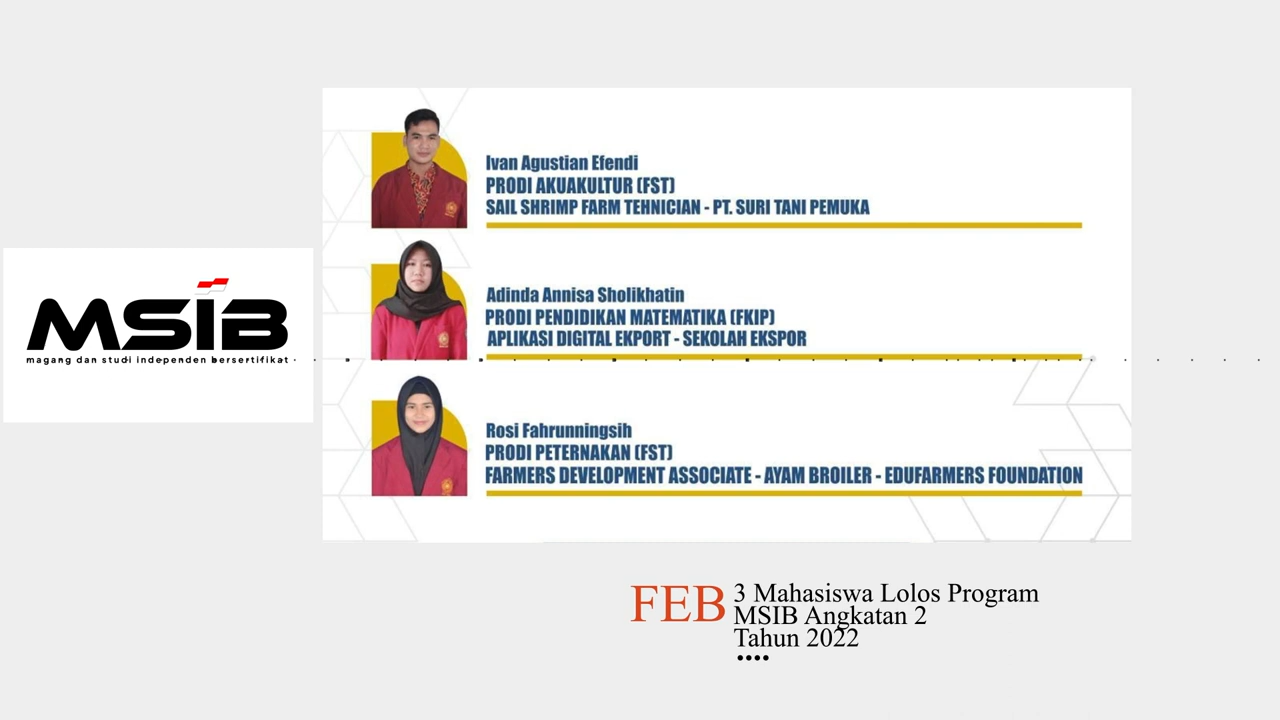 MSIB
magang dan studi independen bersertifikat
Ivan Agustian Efendi
PRODI AKUAKULTUR (FST)
SAIL SHRIMP FARM TEHNICIAN - PT. SURI TANI PEMUKA
Adinda Annisa Sholikhatin
PRODI PENDIDIKAN MATEMATIKA (FKIP)
APLIKASI DIGITAL EKPORT - SEKOLAH EKSPOR
Rosi Fahrunningsih
PRODI PETERNAKAN (FST)
FARMERS DEVELOPMENT ASSOCIATE - AYAM BROILER - EDUFARMERS FOUNDATION
FEB
3 Mahasiswa Lolos Program
MSIB Angkatan 2
Tahun 2022